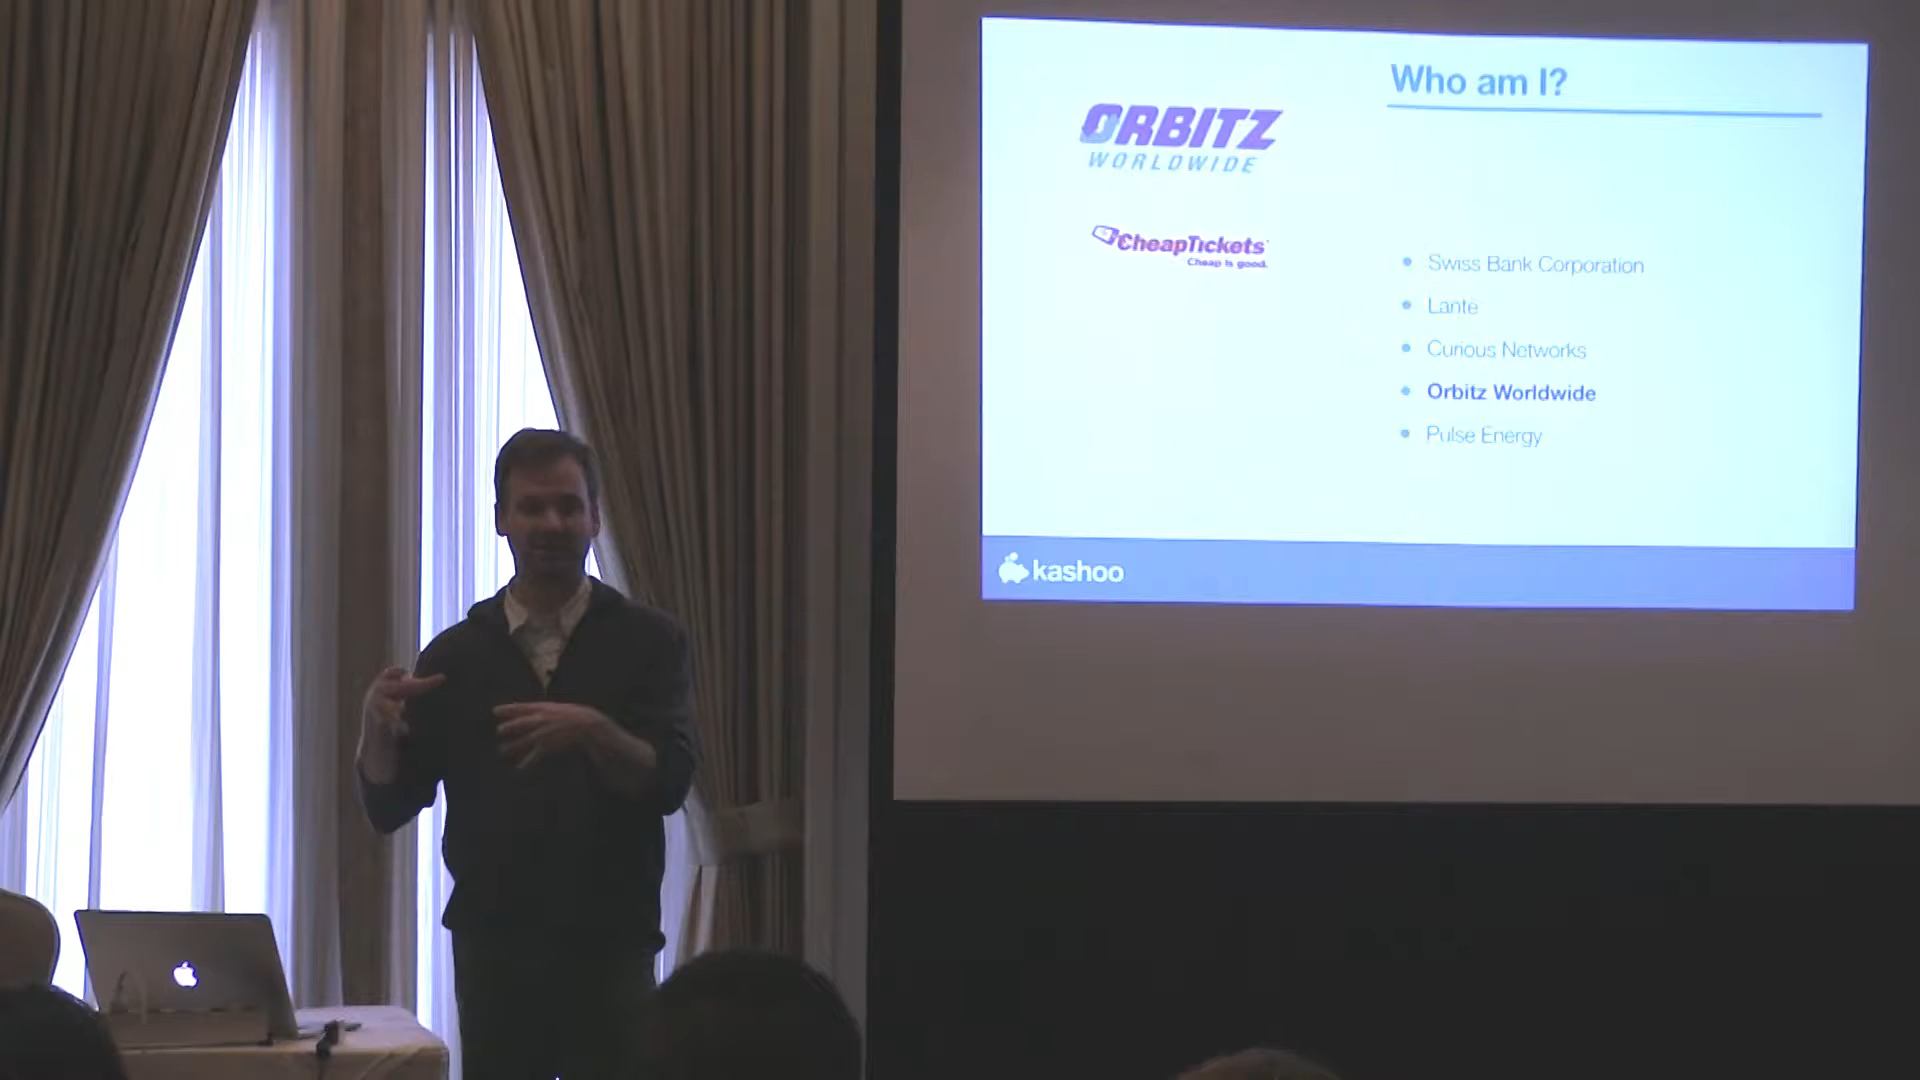 Who am I?
ORBITZ
WORLDWIDE
CheapTickets
Cheap is good.
• Swiss Bank Corporation
• Lante
• Curious Networks
• Orbitz Worldwide
• Pulse Energy
kashoo